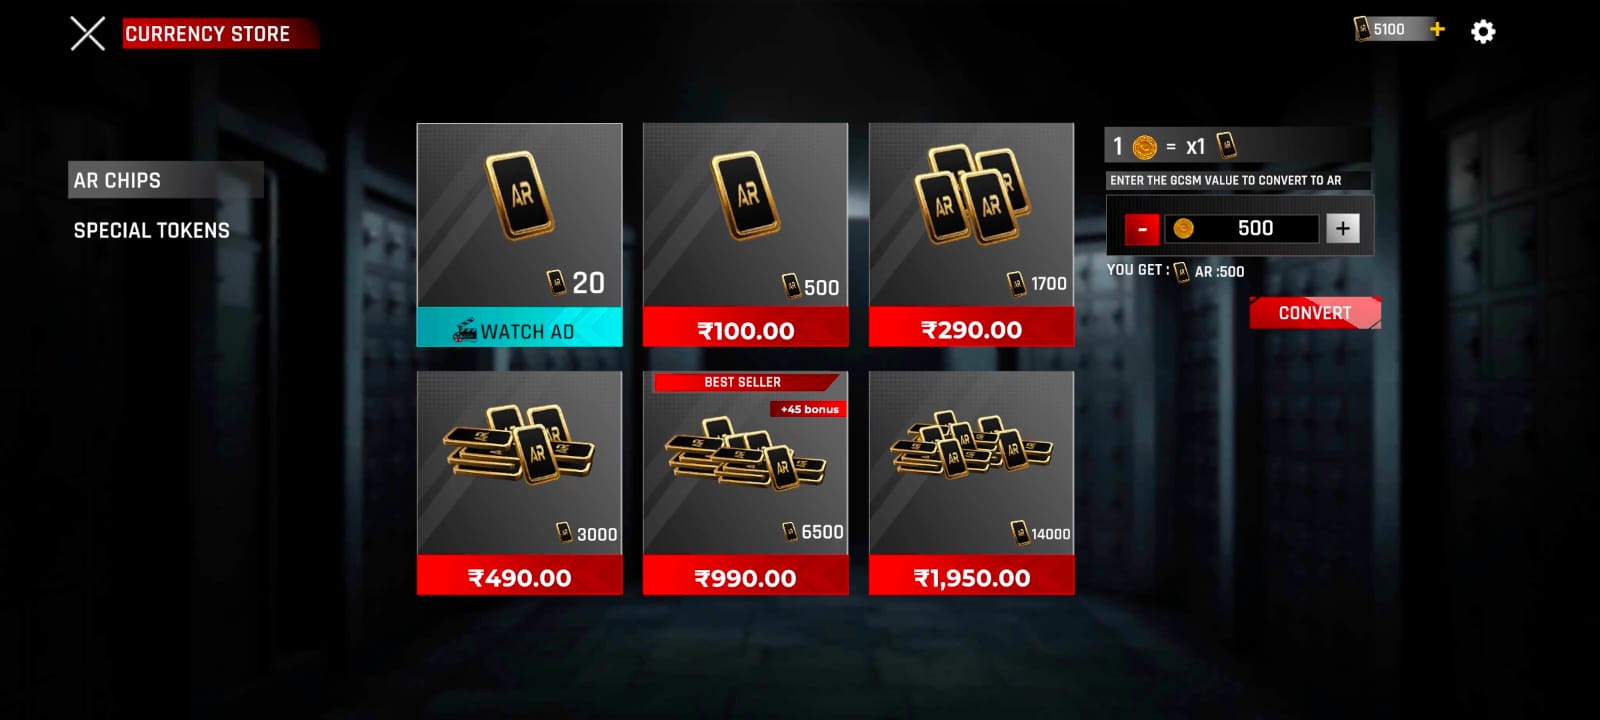 CURRENCY STORE
5100 +
AR CHIPS
SPECIAL TOKENS
AR
20
WATCH AD
AR
500
₹100.00
AR AR AR
1700
₹290.00
1 = x1
ENTER THE GCSM VALUE TO CONVERT TO AR
- 500 +
YOU GET : AR :500
CONVERT
AR
3000
₹490.00
BEST SELLER
+45 bonus
AR
6500
₹990.00
AR AR AR
14000
₹1,950.00